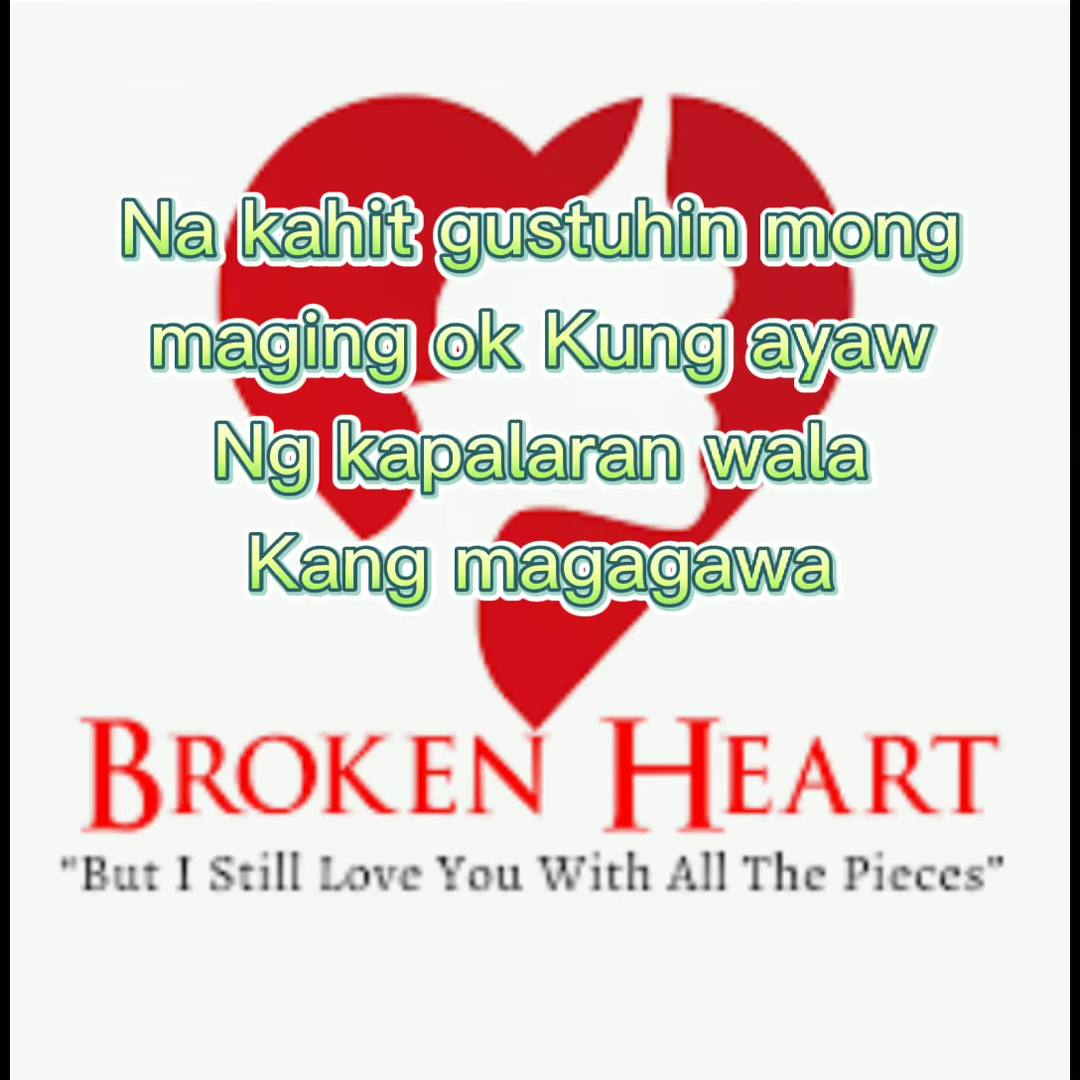 Na kahit gustuhin mong
maging ok Kung ayaw
Ng kapalaran wala
Kang magagawa
BROKEN HEART
"But I Still Love You With All The Pieces"